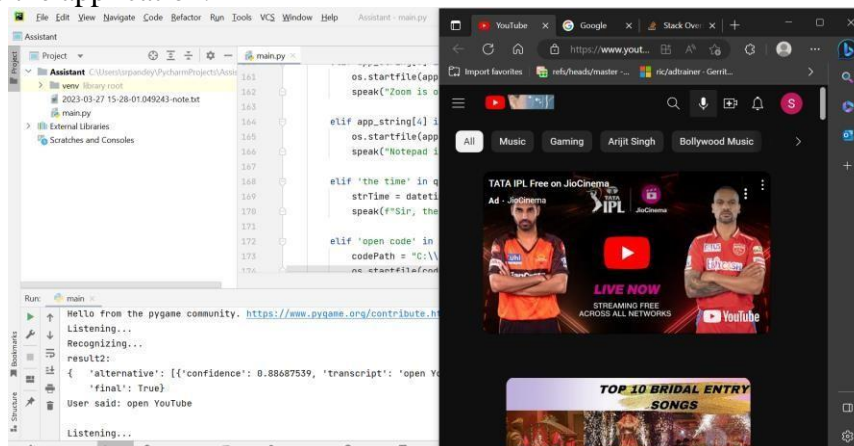 File Edit View Navigate Code Refactor Run Tools VCS Window Help Assistant - main.py
Assistant
Project
main.py
Assistant
venv library root
2023-03-27 15-28-01.049243-note.txt
main.py
External Libraries
Scratches and Consoles
161
os.startfile(app
162
speak("Zoom is o
163
164
elif app_string[4] i
165
os.startfile(app
166
speak("Notepad i
167
168
elif 'the time' in q
169
strTime = dateti
170
speak(f"Sir, the
171
172
elif 'open code' in
173
codePath = "C:\\
174
os.startfile(cod
Run: main
Hello from the pygame community. https://www.pygame.org/contribute.ht
Listening...
Recognizing...
result2:
{ 'alternative': [{'confidence': 0.88687539, 'transcript': 'open Yo
'final': True}
User said: open YouTube
Listening...
Project
Bookmarks
Structure
YouTube
Google
Stack Over
https://www.yout...
Import favorites
refs/heads/master -...
ric/adtrainer - Gerrit...
S
All Music Gaming Arijit Singh Bollywood Music
TATA IPL Free on JioCinema
Ad · JioCinema
TATA
IPL
JioCinema
LIVE NOW
STREAMING FREE
ACROSS ALL NETWORKS
YouTube
TOP 10 BRIDAL ENTRY
SONGS